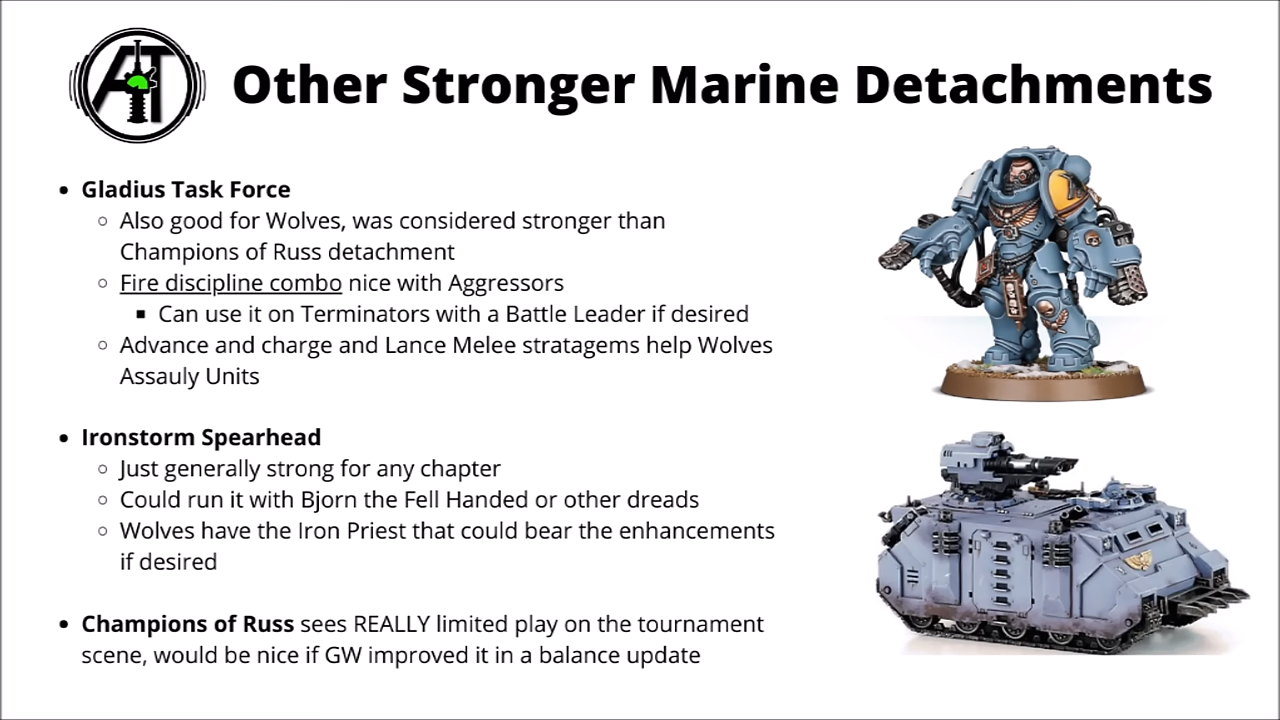 AT
Other Stronger Marine Detachments
• Gladius Task Force
◦ Also good for Wolves, was considered stronger than
Champions of Russ detachment
◦ Fire discipline combo nice with Aggressors
▪ Can use it on Terminators with a Battle Leader if desired
◦ Advance and charge and Lance Melee stratagems help Wolves
Assauly Units
• Ironstorm Spearhead
◦ Just generally strong for any chapter
◦ Could run it with Bjorn the Fell Handed or other dreads
◦ Wolves have the Iron Priest that could bear the enhancements
if desired
• Champions of Russ sees REALLY limited play on the tournament
scene, would be nice if GW improved it in a balance update